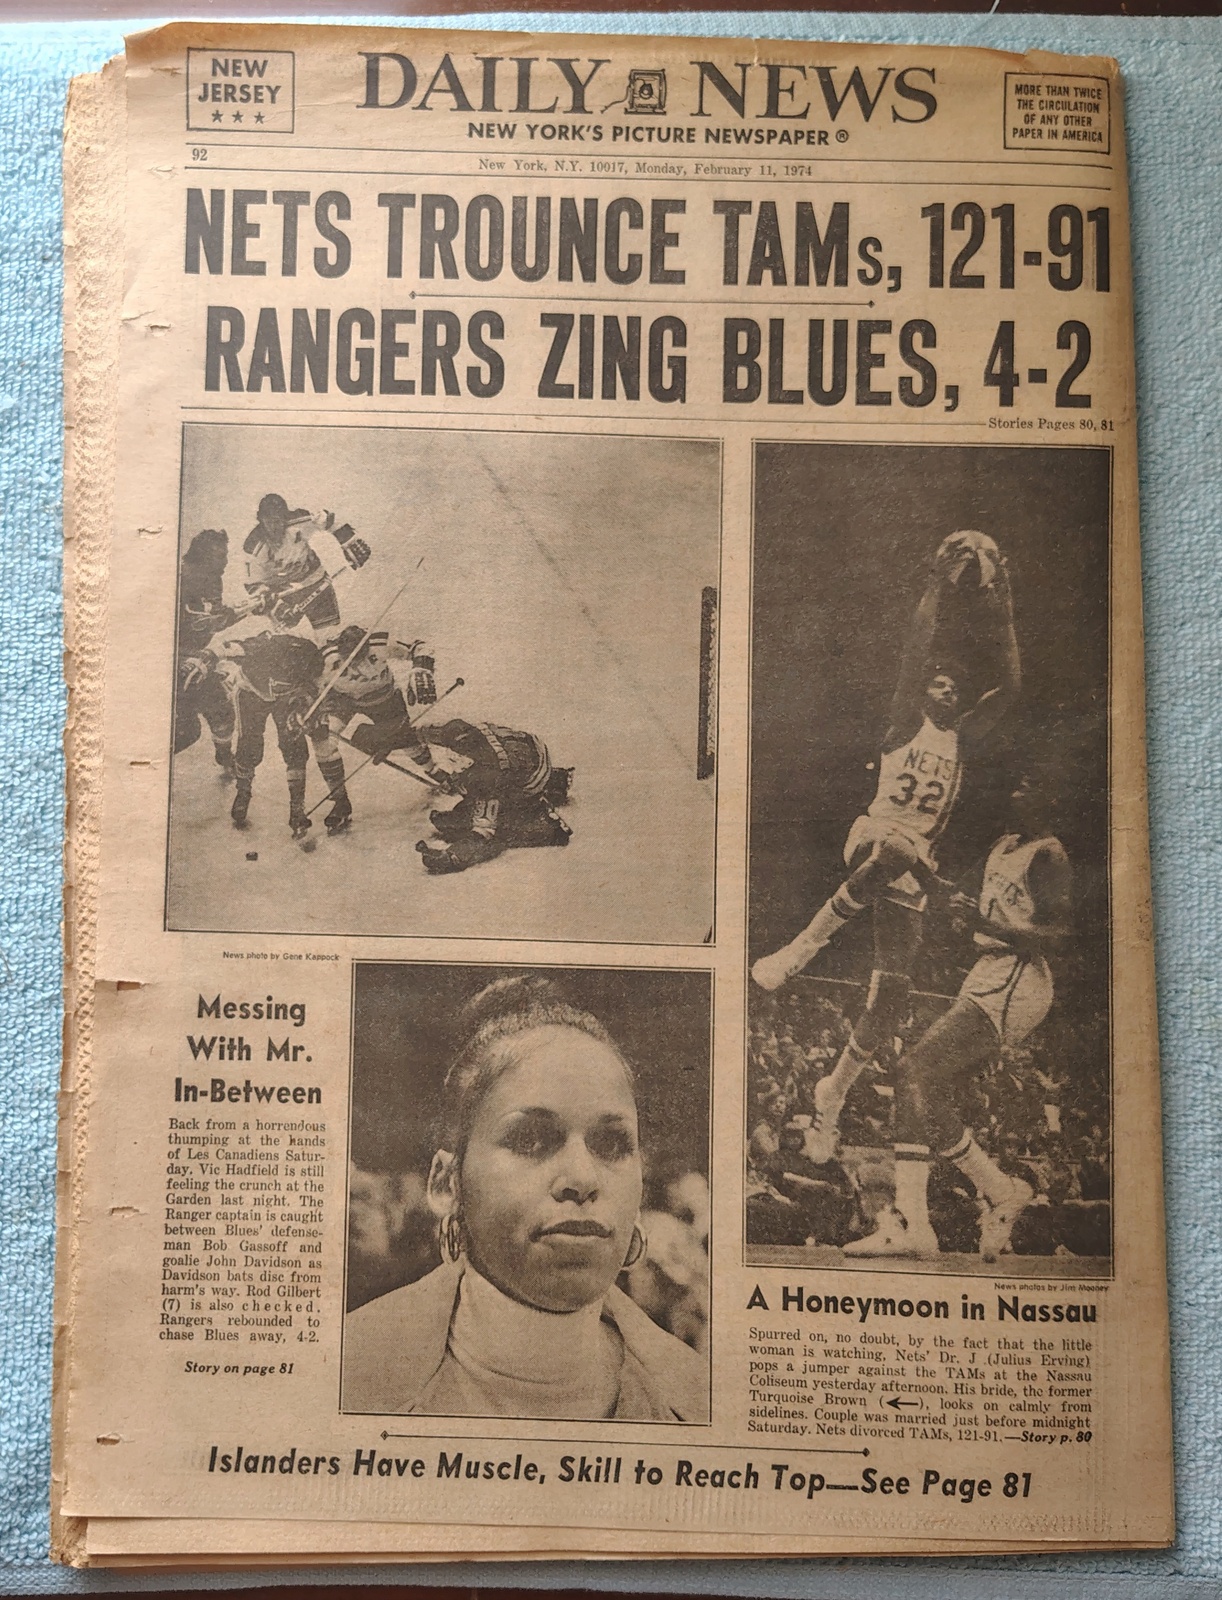 NEW
JERSEY
★ ★ ★
DAILY NEWS
NEW YORK'S PICTURE NEWSPAPER ®
MORE THAN TWICE
THE CIRCULATION
OF ANY OTHER
PAPER IN AMERICA
92
New York, N.Y. 10017, Monday, February 11, 1974
NETS TROUNCE TAMs, 121-91
RANGERS ZING BLUES, 4-2
Stories Pages 80, 81
NETS
32
30
News photo by Gene Kappock
Messing
With Mr.
In-Between
Back from a horrendous
thumping at the hands
of Les Canadiens Satur-
day, Vic Hadfield is still
feeling the crunch at the
Garden last night. The
Ranger captain is caught
between Blues' defense-
man Bob Gassoff and
goalie John Davidson as
Davidson bats disc from
harm's way. Rod Gilbert
(7) is also checked.
Rangers rebounded to
chase Blues away, 4-2.
Story on page 81
News photos by Jim Mooney
A Honeymoon in Nassau
Spurred on, no doubt, by the fact that the little
woman is watching, Nets' Dr. J (Julius Erving)
pops a jumper against the TAMs at the Nassau
Coliseum yesterday afternoon. His bride, the former
Turquoise Brown (←), looks on calmly from
sidelines. Couple was married just before midnight
Saturday. Nets divorced TAMs, 121-91.—Story p. 80
Islanders Have Muscle, Skill to Reach Top—See Page 81